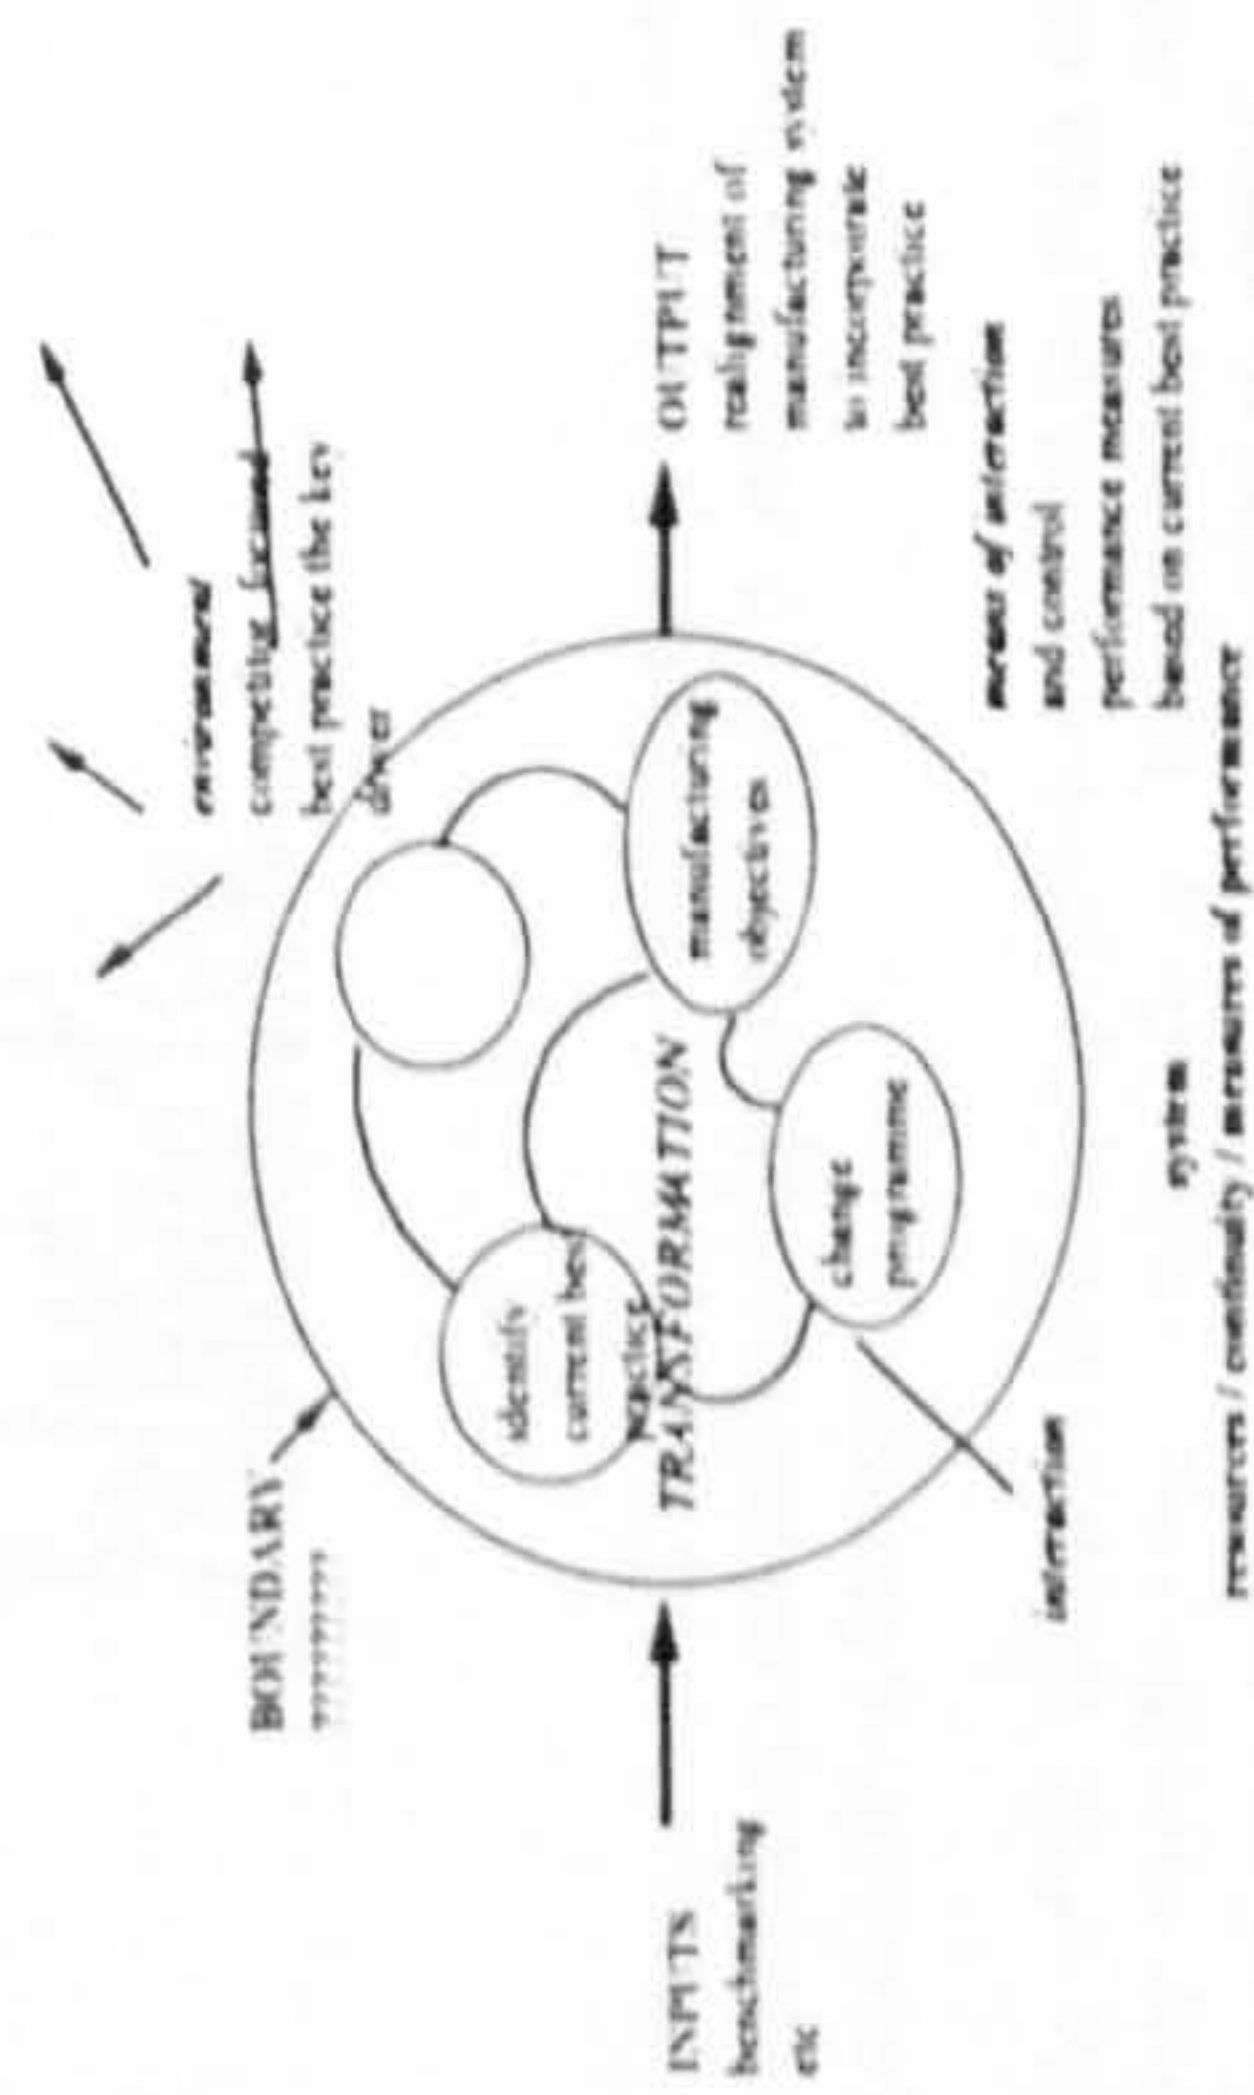 BOUNDARY
?????????
environment
competitive focused
best practice the key
driver
INPUTS
benchmarking
etc
identify
current best
practice
TRANSFORMATION
manufacturing
objectives
change
programme
OUTPUT
realignment of
manufacturing system
to incorporate
best practice
means of interaction
and control
performance measures
based on current best practice
interaction
system
resources / continuity / measures of performance